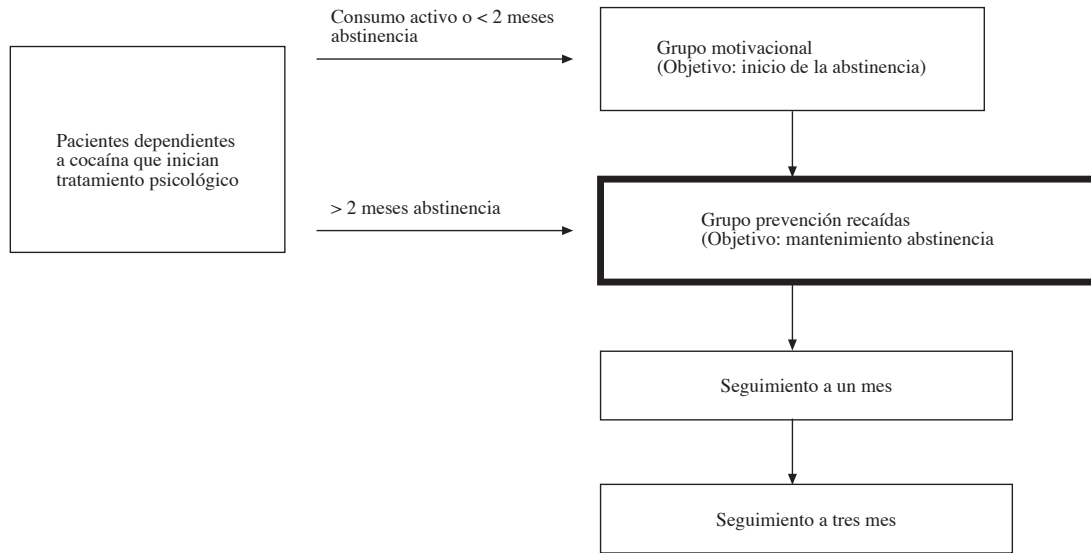 Consumo activo o < 2 meses
abstinencia
Grupo motivacional
(Objetivo: inicio de la abstinencia)
Pacientes dependientes
a cocaína que inician
tratamiento psicológico
> 2 meses abstinencia
Grupo prevención recaídas
(Objetivo: mantenimiento abstinencia
Seguimiento a un mes
Seguimiento a tres mes